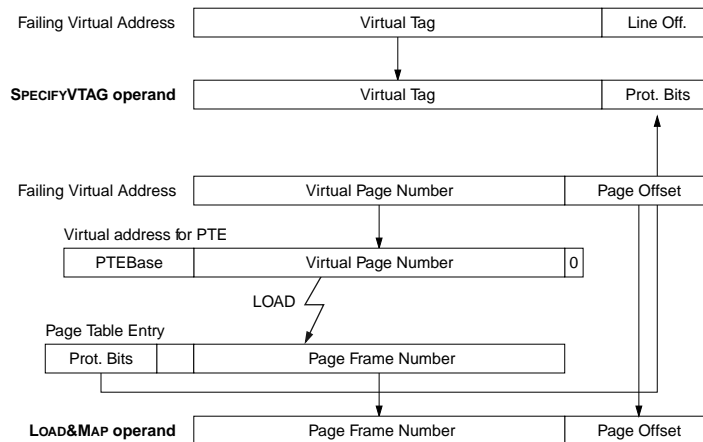 Failing Virtual Address Virtual Tag Line Off.
SPECIFYVTAG operand Virtual Tag Prot. Bits
Failing Virtual Address Virtual Page Number Page Offset
Virtual address for PTE
PTEBase Virtual Page Number 0
LOAD
Page Table Entry
Prot. Bits Page Frame Number
LOAD&MAP operand Page Frame Number Page Offset